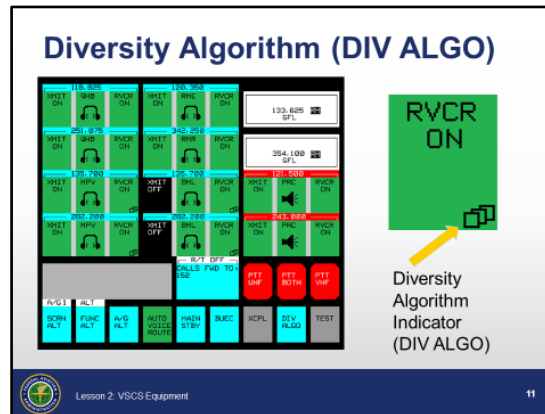 Diversity Algorithm (DIV ALGO)
118.825 120.350
XMIT ON QHB RVCR ON XMIT ON RME RVCR ON
133.625 GFL
251.075 342.250
XMIT ON QHB RVCR ON XMIT ON RMR RVCR ON
354.100 GFL
135.700 135.700 121.500
XMIT ON MPV RVCR ON XMIT OFF BML RVCR ON XMIT ON PRC RVCR ON
282.200 282.200 243.000
XMIT ON MPV RVCR ON XMIT OFF BML RVCR ON XMIT ON PRC RVCR ON
R/T OFF
CALLS FWD TO:
152
PTT UHF PTT BOTH PTT VHF
A/G1 ALT
SCRN ALT FUNC ALT A/G ALT AUTO VOICE ROUTE MAIN STBY BUEC XCPL DIV ALGO TEST
RVCR
ON
Diversity
Algorithm
Indicator
(DIV ALGO)
Lesson 2: VSCS Equipment
11